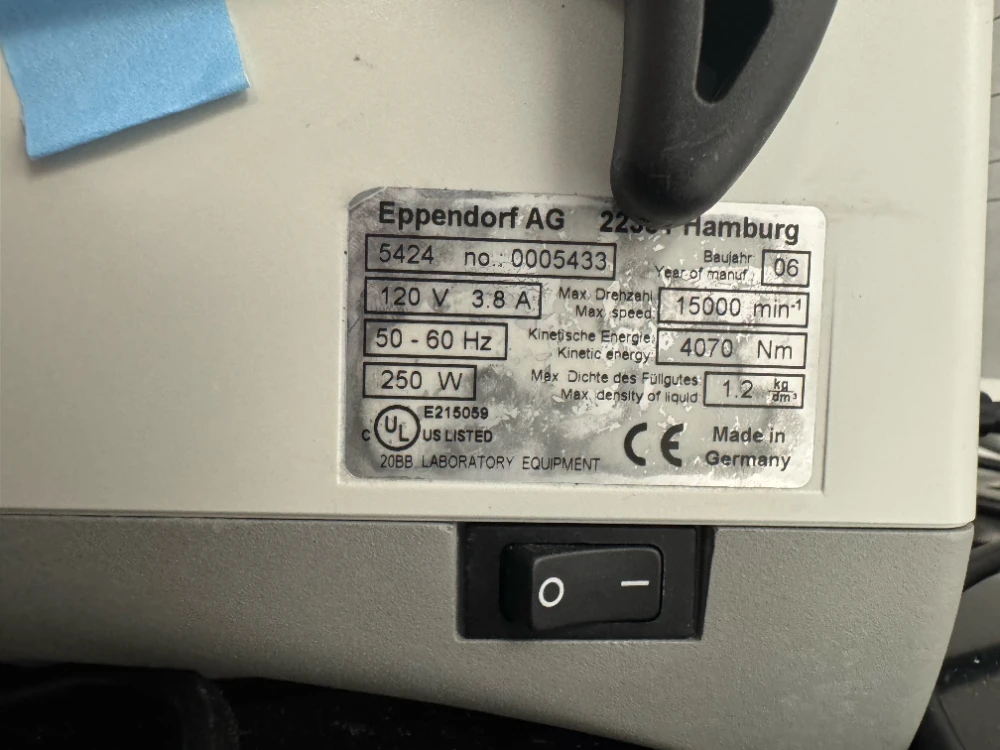 Eppendorf AG Hamburg
5424 no.: 0005433
Baujahr
Year of manuf.: 06
120 V 3.8 A
Max. Drehzahl
Max. speed: 15000 min-1
50 - 60 Hz
Kinetische Energie:
Kinetic energy 4070 Nm
250 W
Max. Dichte des Füllgutes:
Max. density of liquid 1.2 kg/dm³
E215059
C UL US LISTED
20BB LABORATORY EQUIPMENT
CE
Made in
Germany
O I